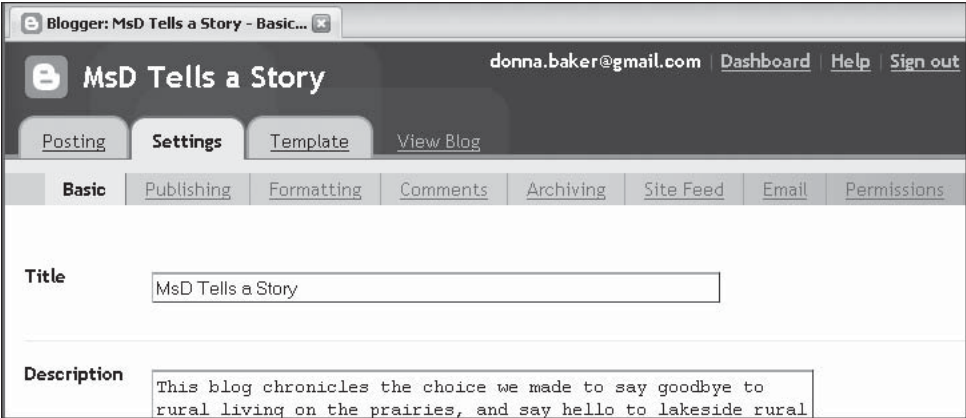 Blogger: MsD Tells a Story - Basic...
MsD Tells a Story
donna.baker@gmail.com | Dashboard | Help | Sign out
Posting Settings Template View Blog
Basic Publishing Formatting Comments Archiving Site Feed Email Permissions
Title
MsD Tells a Story
Description
This blog chronicles the choice we made to say goodbye to
rural living on the prairies, and say hello to lakeside rural